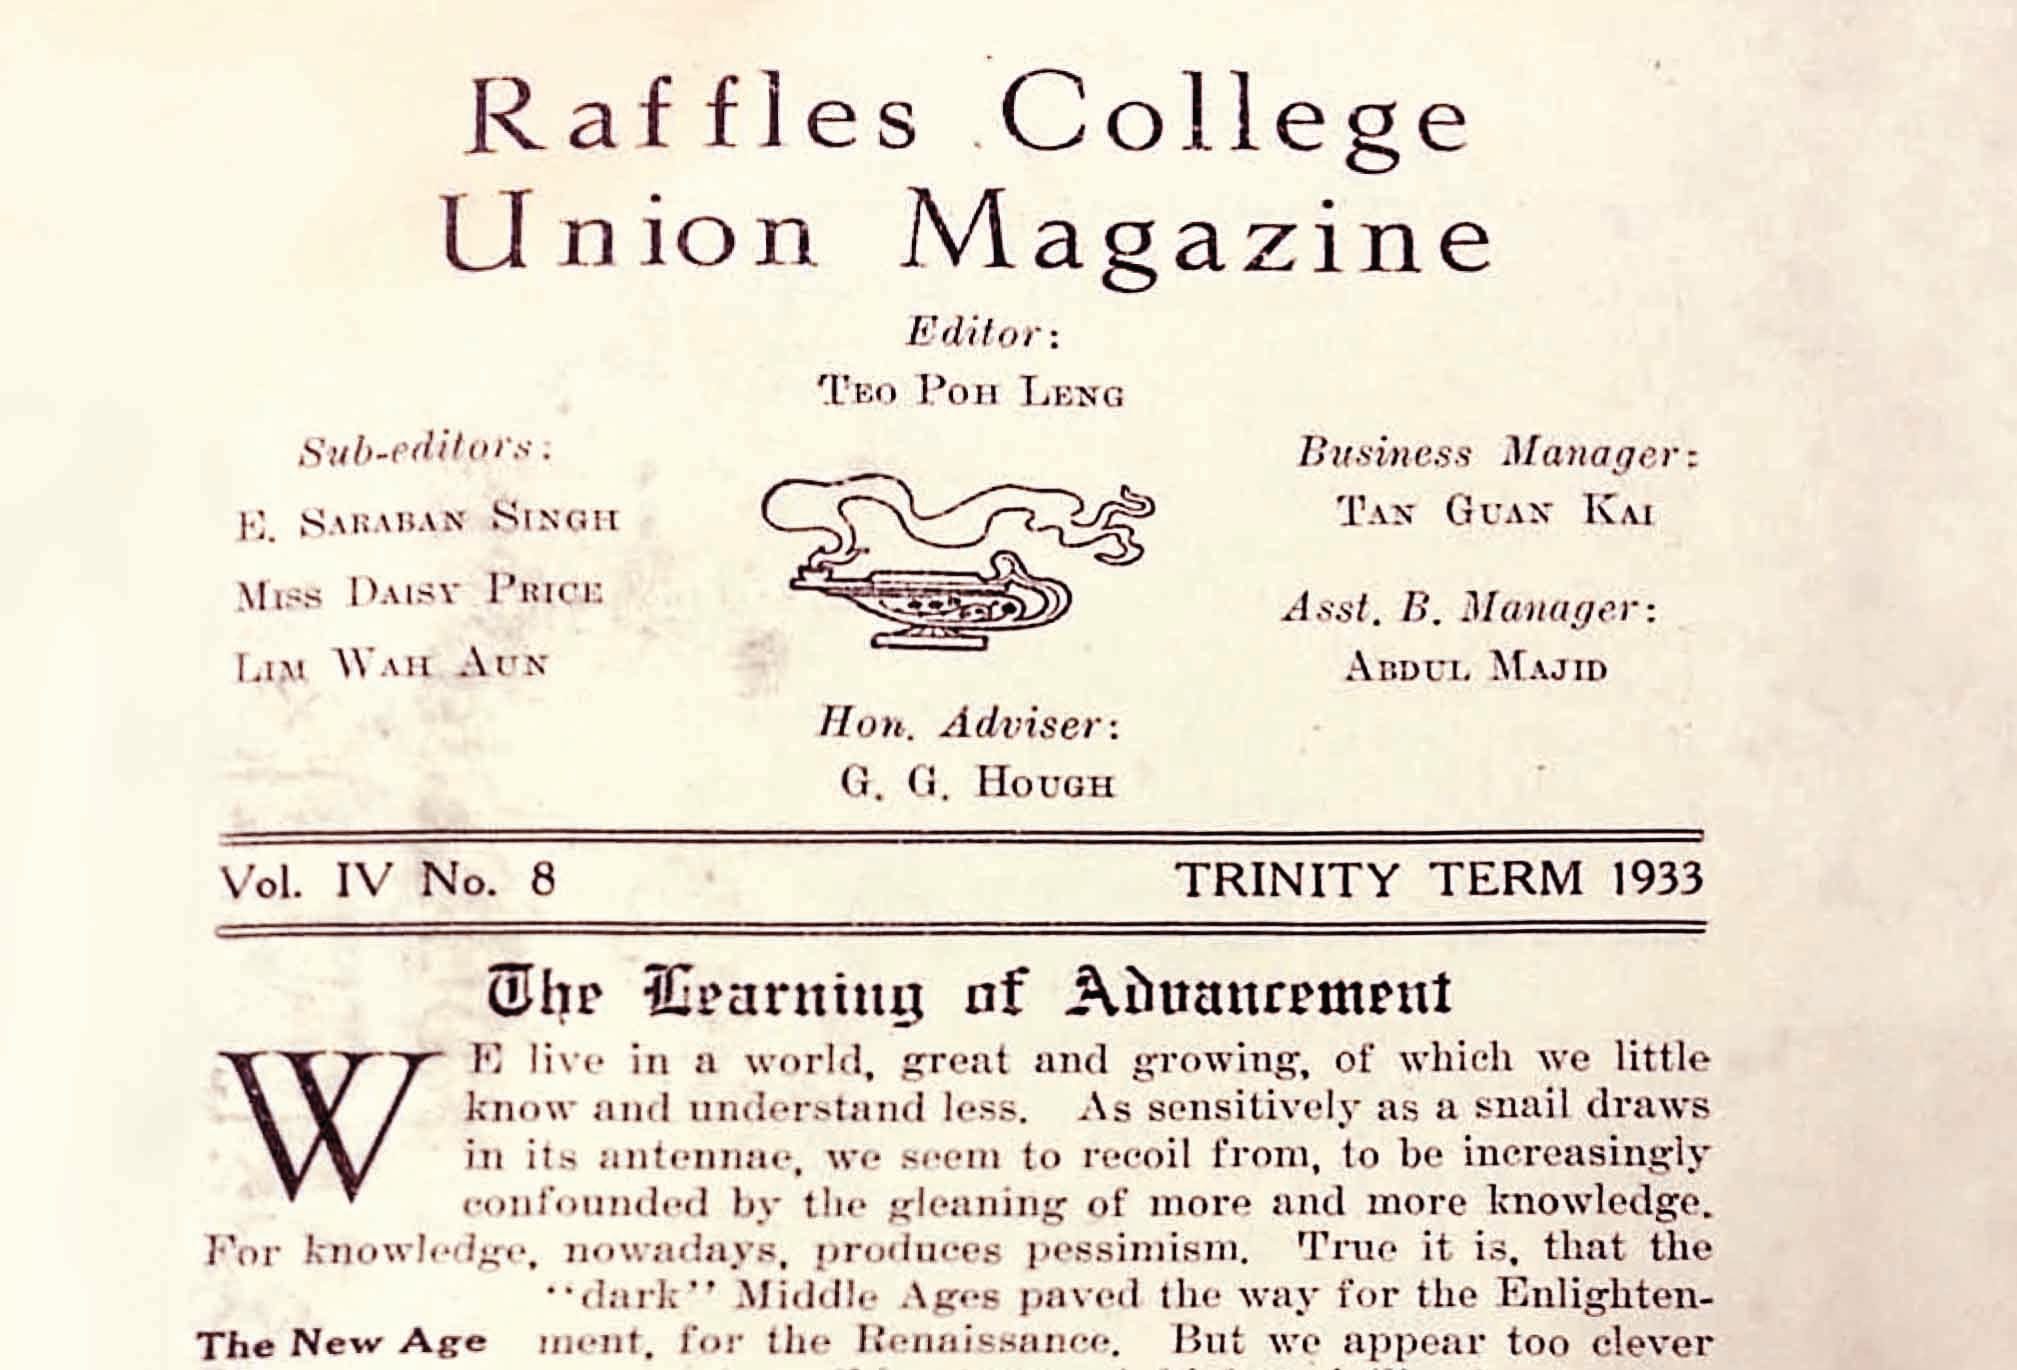 Raffles College
Union Magazine
Editor:
TEO POH LENG
Sub-editors:
E. SARABAN SINGH
MISS DAISY PRICE
LIM WAH AUN
Business Manager:
TAN GUAN KAI
Asst. B. Manager:
ABDUL MAJID
Hon. Adviser:
G. G. HOUGH
Vol. IV No. 8 TRINITY TERM 1933
The Learning of Advancement
WE live in a world, great and growing, of which we little
know and understand less. As sensitively as a snail draws
in its antennae, we seem to recoil from, to be increasingly
confounded by the gleaning of more and more knowledge.
For knowledge, nowadays, produces pessimism. True it is, that the
"dark" Middle Ages paved the way for the Enlighten-
The New Age ment, for the Renaissance. But we appear too clever